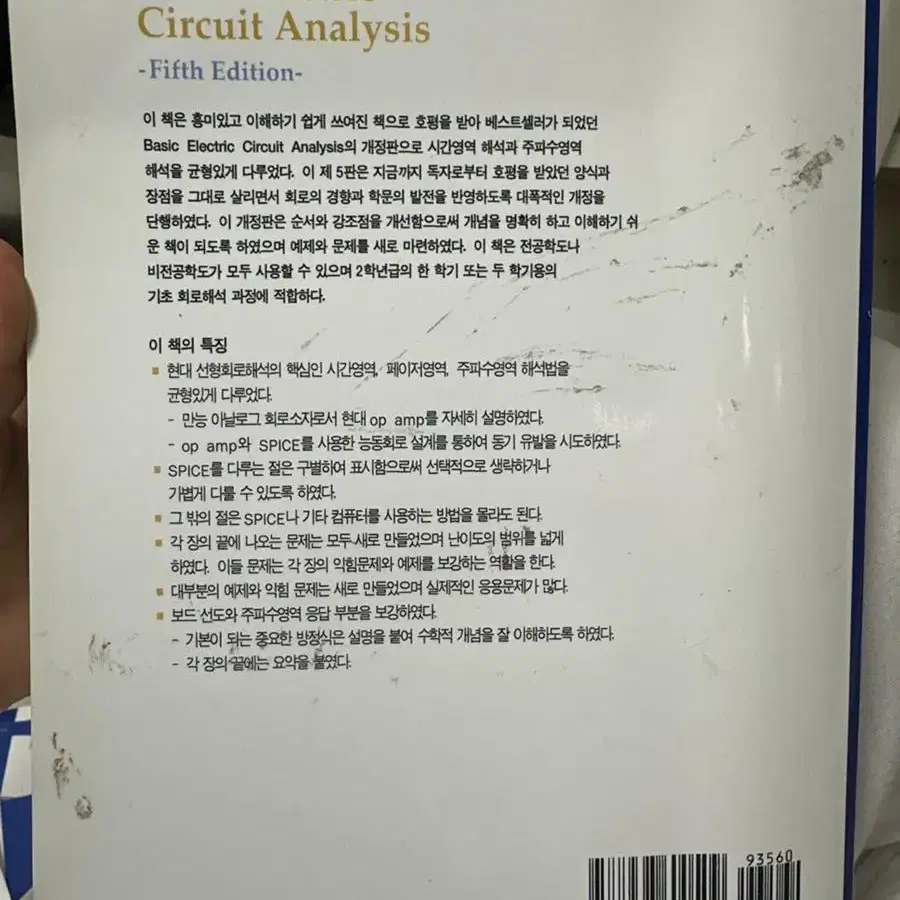 Circuit Analysis
-Fifth Edition-
이 책은 흥미있고 이해하기 쉽게 쓰여진 책으로 호평을 받아 베스트셀러가 되었던
Basic Electric Circuit Analysis의 개정판으로 시간영역 해석과 주파수영역
해석을 균형있게 다루었다. 이 제 5판은 지금까지 독자로부터 호평을 받았던 양식과
장점을 그대로 살리면서 회로의 경향과 학문의 발전을 반영하도록 대폭적인 개정을
단행하였다. 이 개정판은 순서와 강조점을 개선함으로써 개념을 명확히 하고 이해하기 쉬
운 책이 되도록 하였으며 예제와 문제를 새로 마련하였다. 이 책은 전공학도나
비전공학도가 모두 사용할 수 있으며 2학년급의 한 학기 또는 두 학기용의
기초 회로해석 과정에 적합하다.
이 책의 특징
▪ 현대 선형회로해석의 핵심인 시간영역, 페이저영역, 주파수영역 해석법을
균형있게 다루었다.
- 만능 아날로그 회로소자로서 현대 op amp를 자세히 설명하였다.
- op amp와 SPICE를 사용한 능동회로 설계를 통하여 동기 유발을 시도하였다.
▪ SPICE를 다루는 절은 구별하여 표시함으로써 선택적으로 생략하거나
가볍게 다룰 수 있도록 하였다.
▪ 그 밖의 절은 SPICE나 기타 컴퓨터를 사용하는 방법을 몰라도 된다.
▪ 각 장의 끝에 나오는 문제는 모두 새로 만들었으며 난이도의 범위를 넓게
하였다. 이들 문제는 각 장의 익힘문제와 예제를 보강하는 역할을 한다.
▪ 대부분의 예제와 익힘 문제는 새로 만들었으며 실제적인 응용문제가 많다.
▪ 보드 선도와 주파수영역 응답 부분을 보강하였다.
- 기본이 되는 중요한 방정식은 설명을 붙여 수학적 개념을 잘 이해하도록 하였다.
- 각 장의 끝에는 요약을 붙였다.
93560